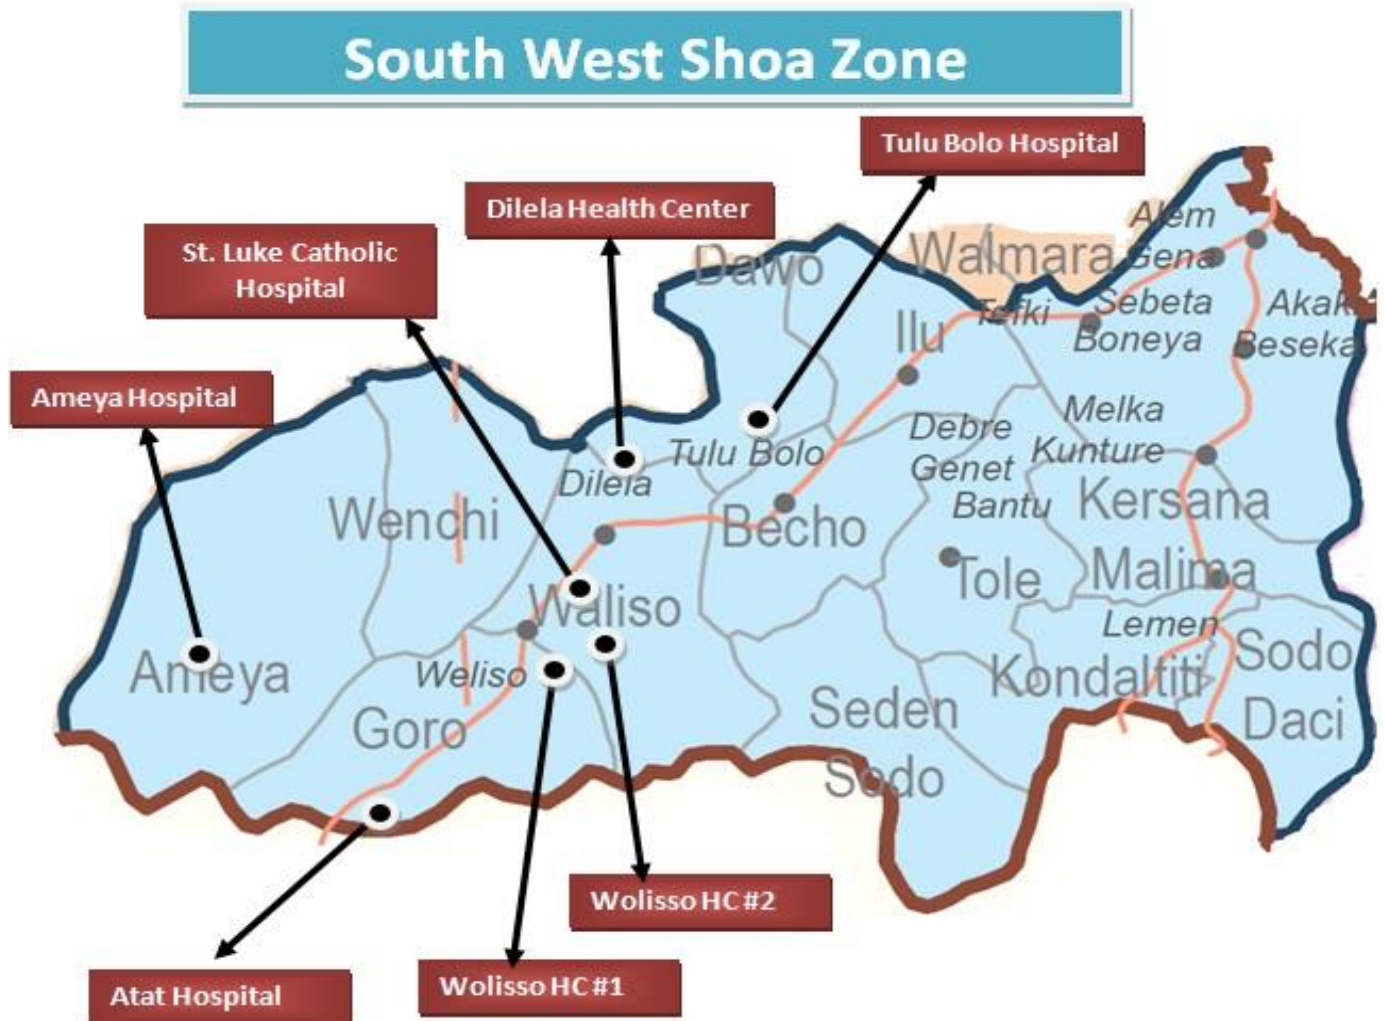 South West Shoa Zone
Tulu Bolo Hospital
Dilela Health Center
St. Luke Catholic
Hospital
Ameya Hospital
Dawo
Walmara
Alem
Gena
Ilu
Tefki
Sebeta
Boneya
Akaki
Beseka
Wenchi
Dilela
Tulu Bolo
Becho
Debre
Genet
Bantu
Melka
Kunture
Kersana
Malima
Tole
Waliso
Ameya
Weliso
Goro
Lemen
Kondaltiti
Sodo
Daci
Seden
Sodo
Wolisso HC #2
Wolisso HC #1
Atat Hospital